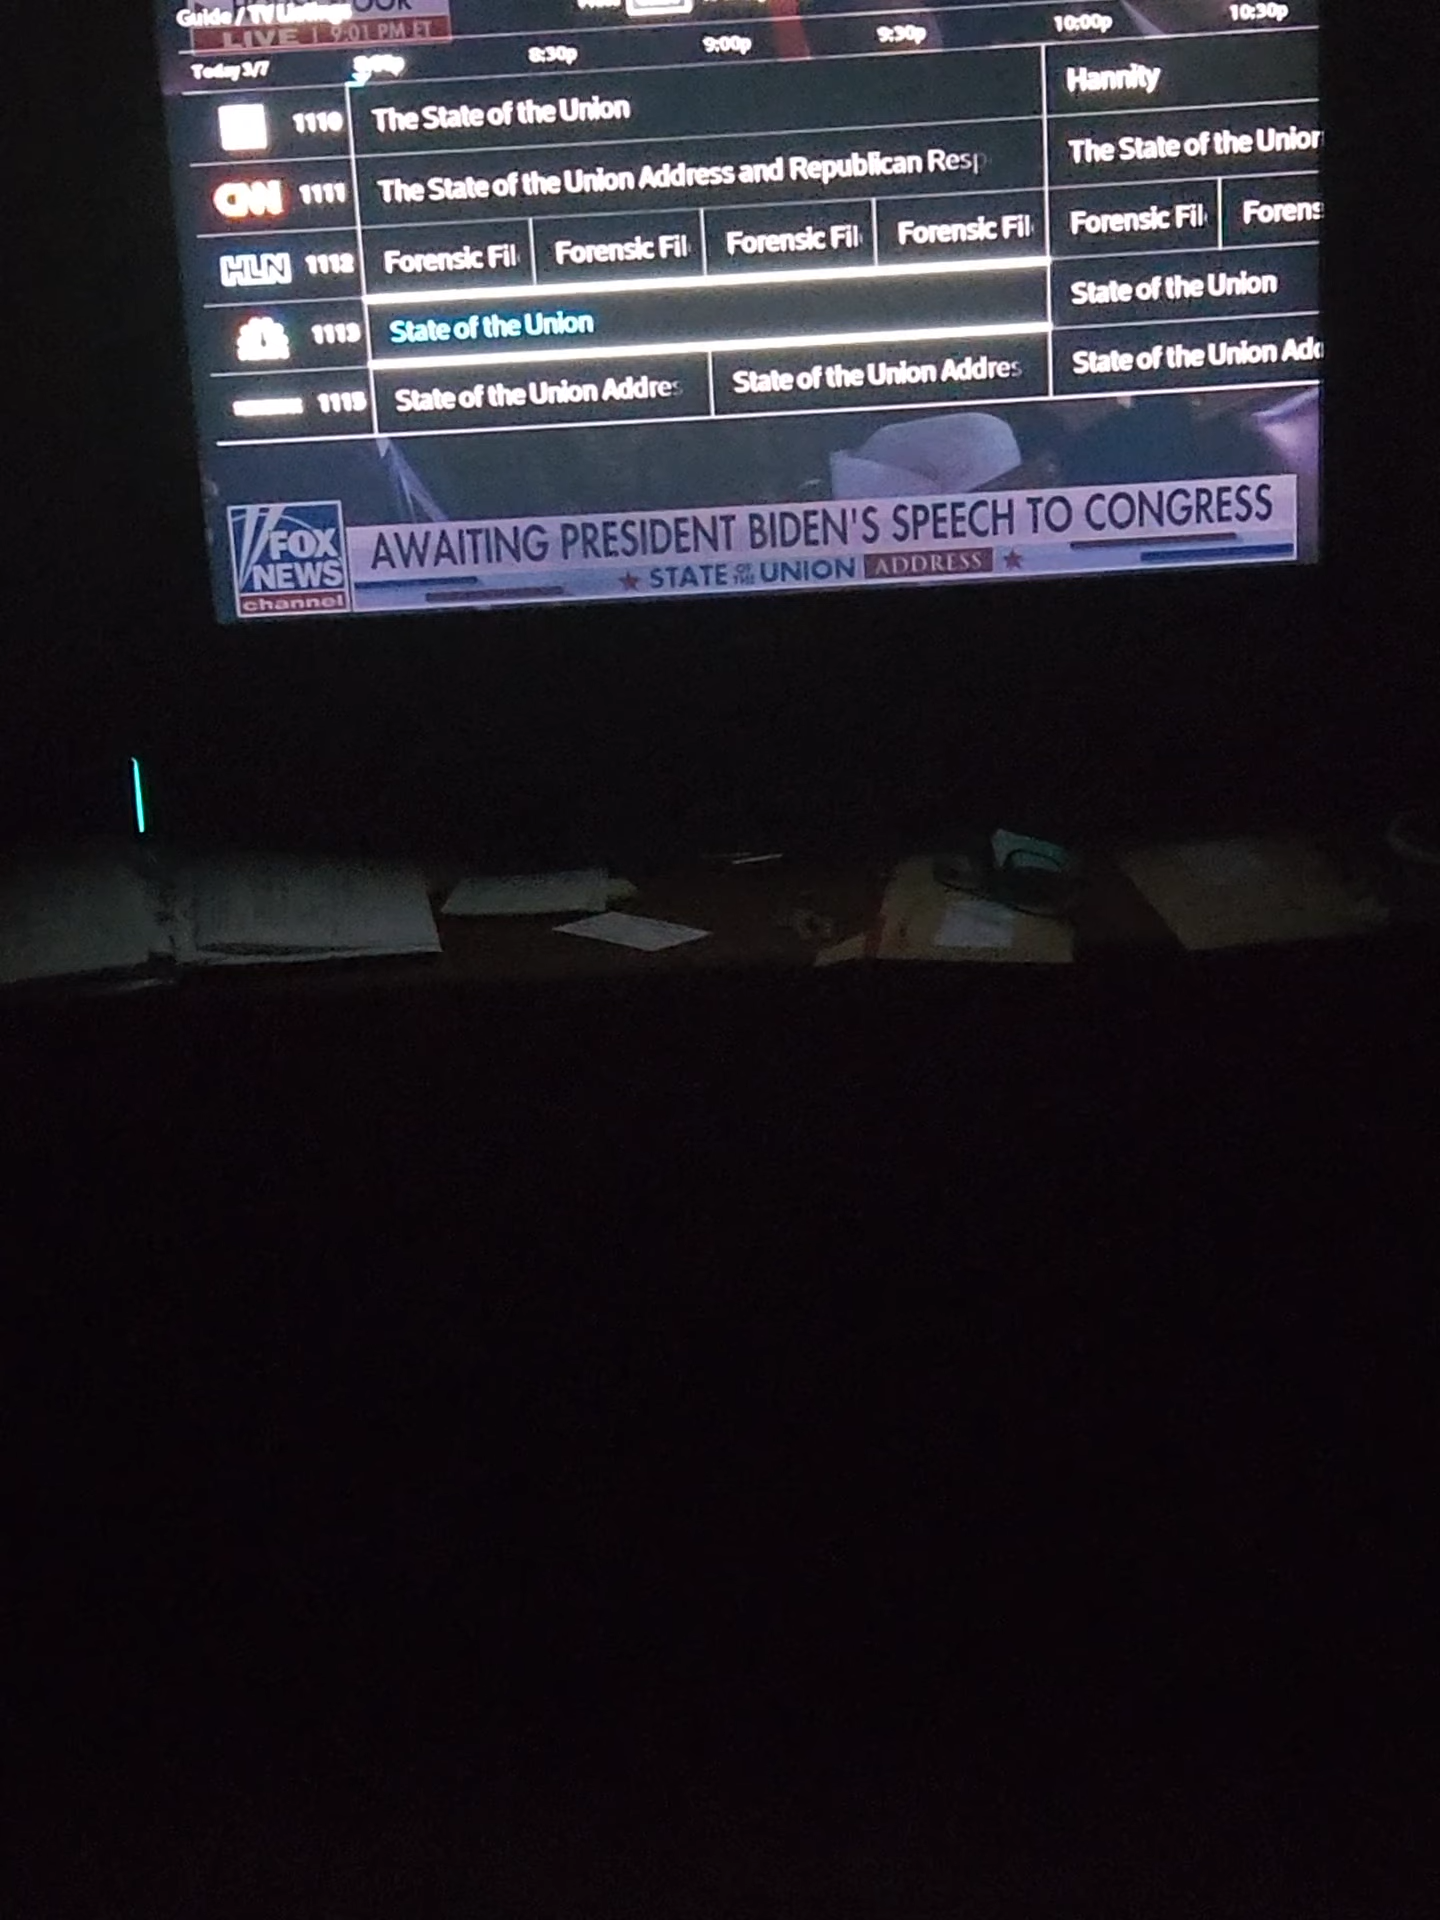 Guide / TV Listings
LIVE | 9:01 PM ET
Today 3/7 8:30p 9:00p 9:30p 10:00p 10:30p
1110 The State of the Union Hannity
CNN 1111 The State of the Union Address and Republican Resp The State of the Union
HLN 1112 Forensic Fil Forensic Fil Forensic Fil Forensic Fil Forensic Fil Forens
1113 State of the Union State of the Union
1115 State of the Union Addres State of the Union Addres State of the Union Add
FOX NEWS channel
AWAITING PRESIDENT BIDEN'S SPEECH TO CONGRESS
STATE OF THE UNION ADDRESS